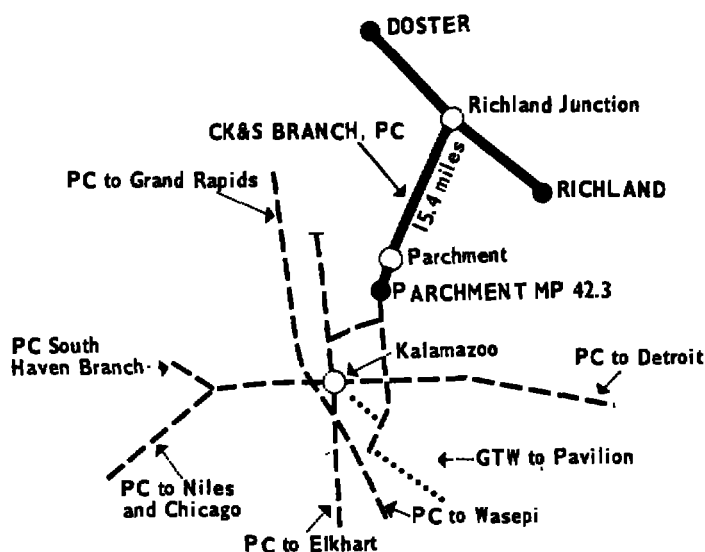 DOSTER
Richland Junction
CK&S BRANCH, PC
PC to Grand Rapids
15.4 miles
RICHLAND
Parchment
PARCHMENT MP 42.3
PC South
Haven Branch
Kalamazoo
PC to Detroit
GTW to Pavilion
PC to Niles
and Chicago
PC to Wasepi
PC to Elkhart